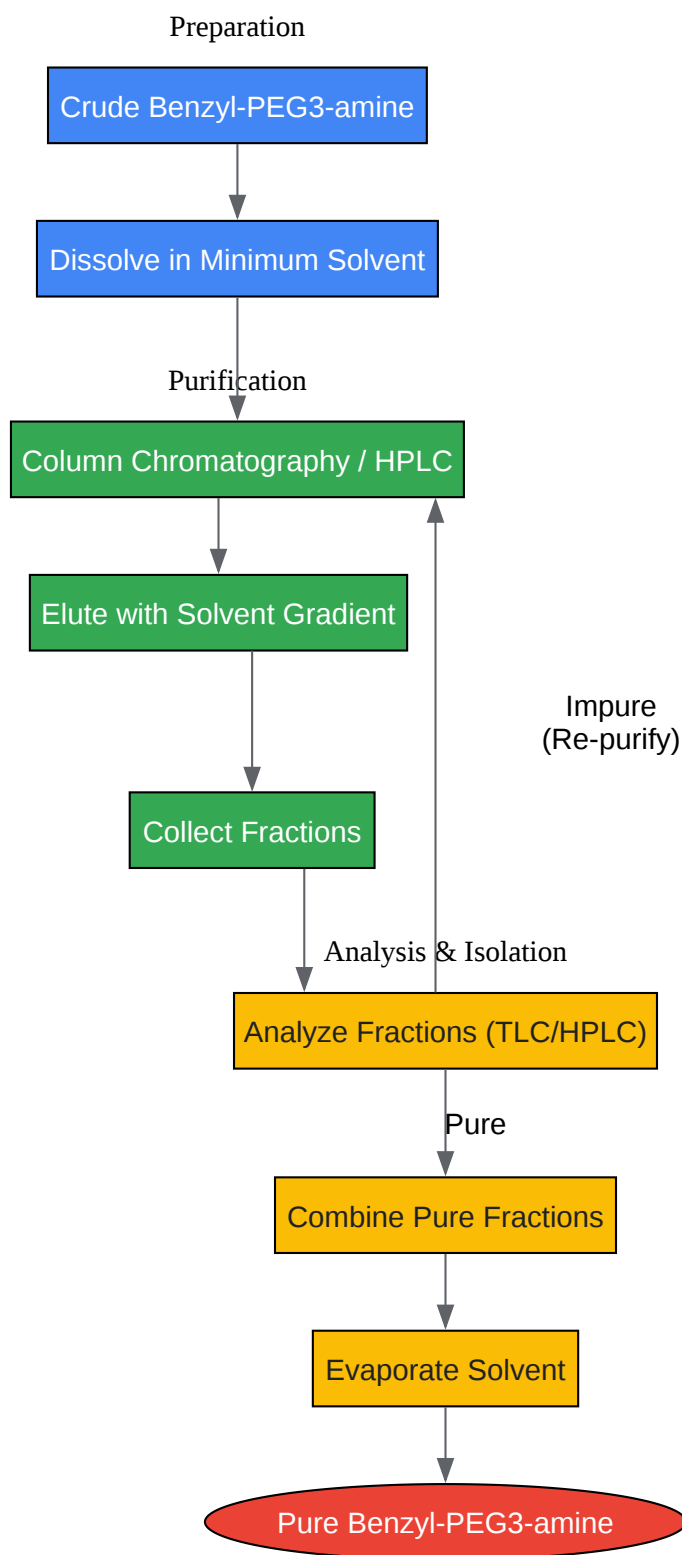 Preparation
Crude Benzyl-PEG3-amine
Dissolve in Minimum Solvent
Purification
Column Chromatography / HPLC
Elute with Solvent Gradient
Impure
(Re-purify)
Collect Fractions
Analysis & Isolation
Analyze Fractions (TLC/HPLC)
Pure
Combine Pure Fractions
Evaporate Solvent
Pure Benzyl-PEG3-amine